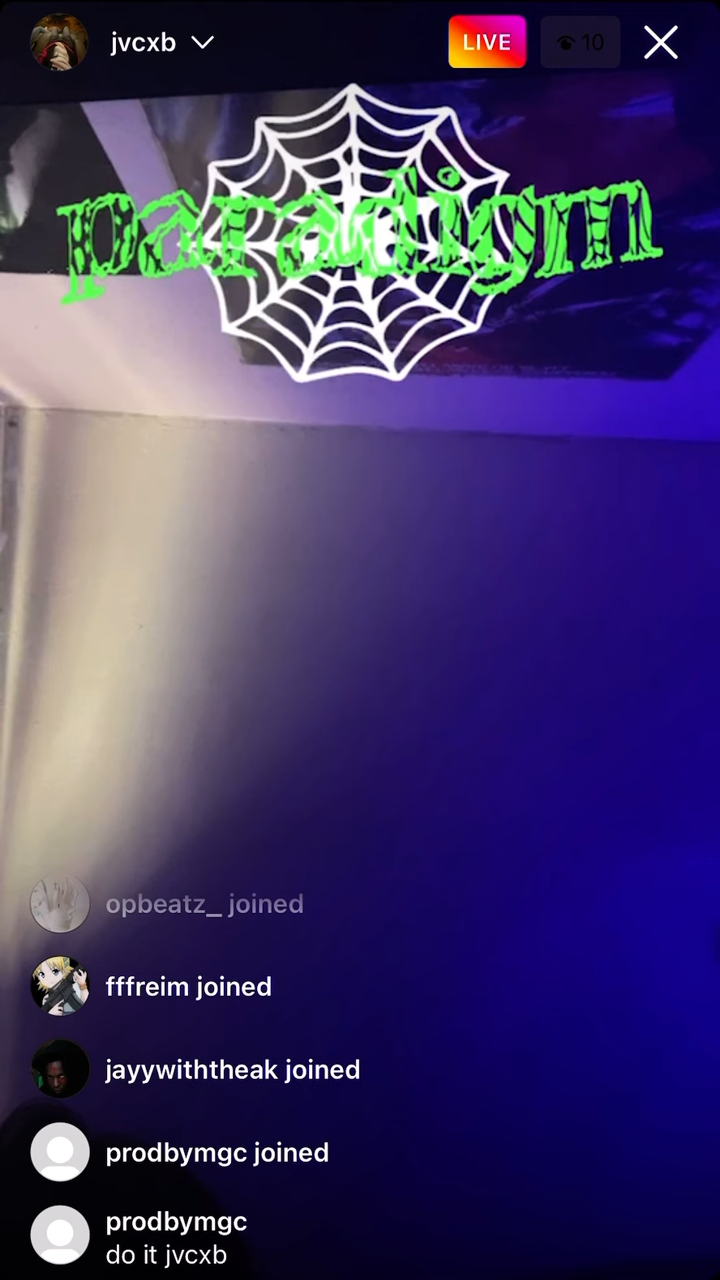 jvcxb
LIVE
10
paradigm
opbeatz_ joined
fffreim joined
jayywiththeak joined
prodbymgc joined
prodbymgc
do it jvcxb